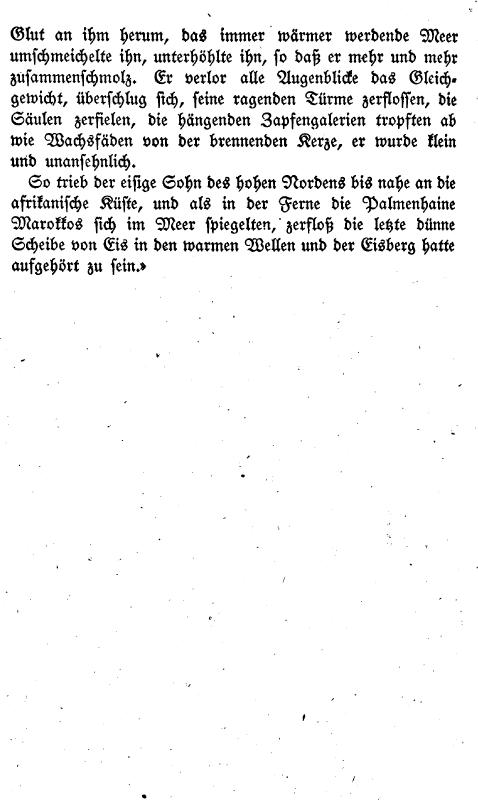 Glut an ihm herum, das immer wärmer werdende Meer
umschmeichelte ihn, unterhöhlte ihn, so daß er mehr und mehr
zusammenschmolz. Er verlor alle Augenblicke das Gleich-
gewicht, überschlug sich, seine ragenden Türme zerflossen, die
Säulen zerfielen, die hängenden Zapfengalerien tropften ab
wie Wachsfäden von der brennenden Kerze, er wurde klein
und unansehnlich.
So trieb der eisige Sohn des hohen Nordens bis nahe an die
afrikanische Küste, und als in der Ferne die Palmenhaine
Marokkos sich im Meer spiegelten, zerfloß die letzte dünne
Scheibe von Eis in den warmen Wellen und der Eisberg hatte
aufgehört zu sein.»